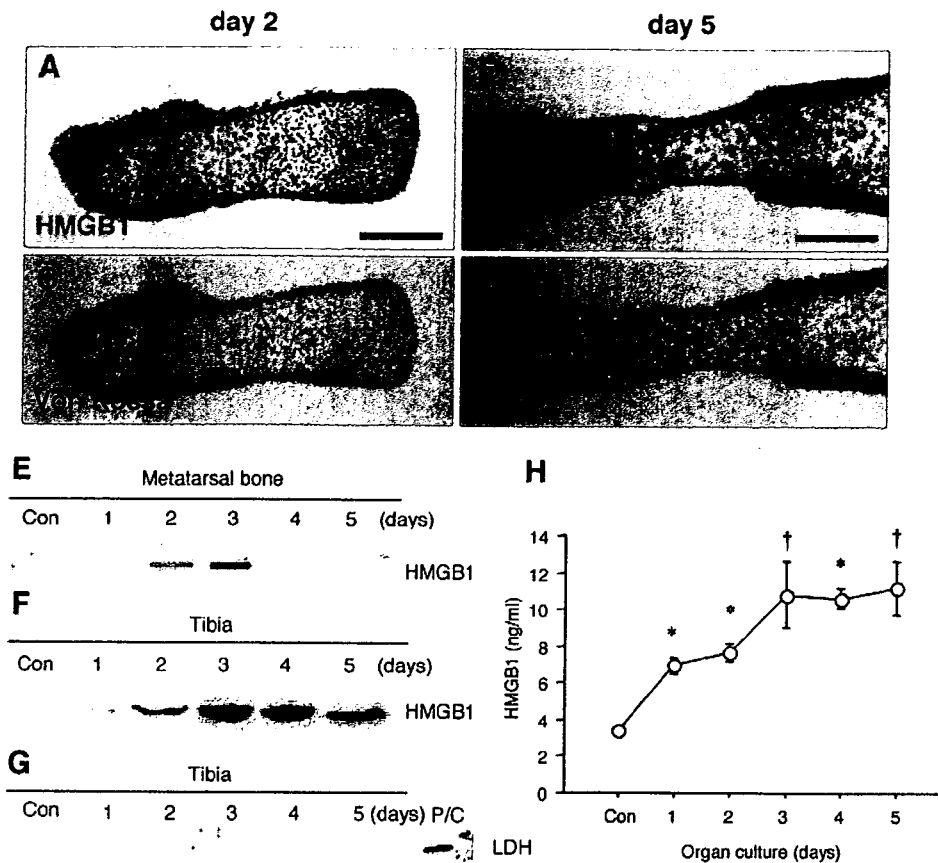 day 2 day 5
A
HMGB1
E
Metatarsal bone
Con 1 2 3 4 5 (days)
HMGB1
F
Tibia
Con 1 2 3 4 5 (days)
HMGB1
G
Tibia
Con 1 2 3 4 5 (days) P/C
LDH
H
HMGB1 (ng/ml)
14
12
10
8
6
4
2
0
* * † * †
Con 1 2 3 4 5
Organ culture (days)